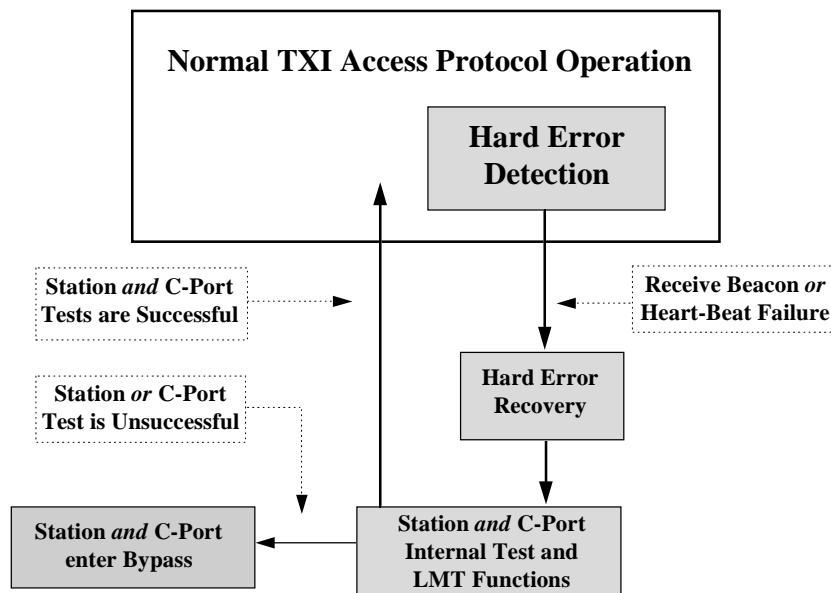 Normal TXI Access Protocol Operation
Hard Error
Detection
Station and C-Port
Tests are Successful
Receive Beacon or
Heart-Beat Failure
Station or C-Port
Test is Unsuccessful
Hard Error
Recovery
Station and C-Port
enter Bypass
Station and C-Port
Internal Test and
LMT Functions